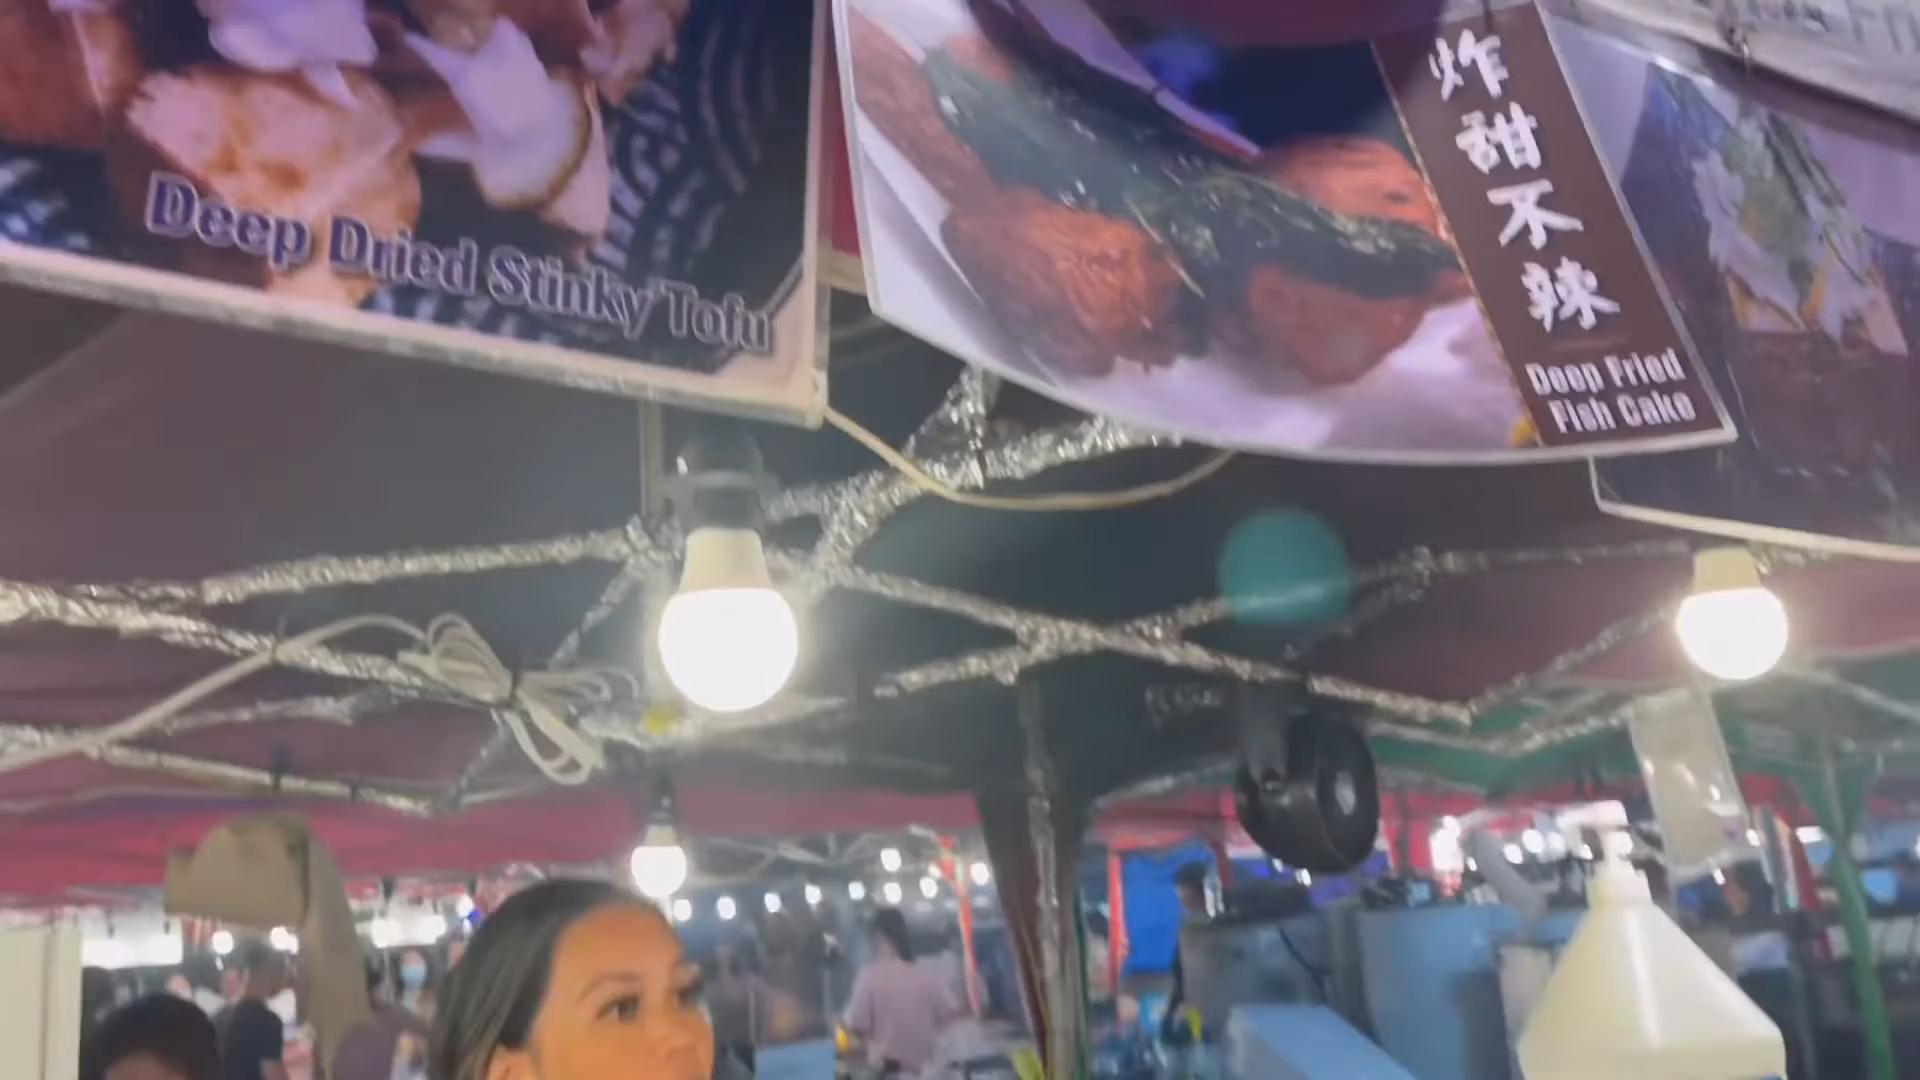 Deep Dried Stinky Tofu
炸甜不辣
Deep Fried
Fish Cake